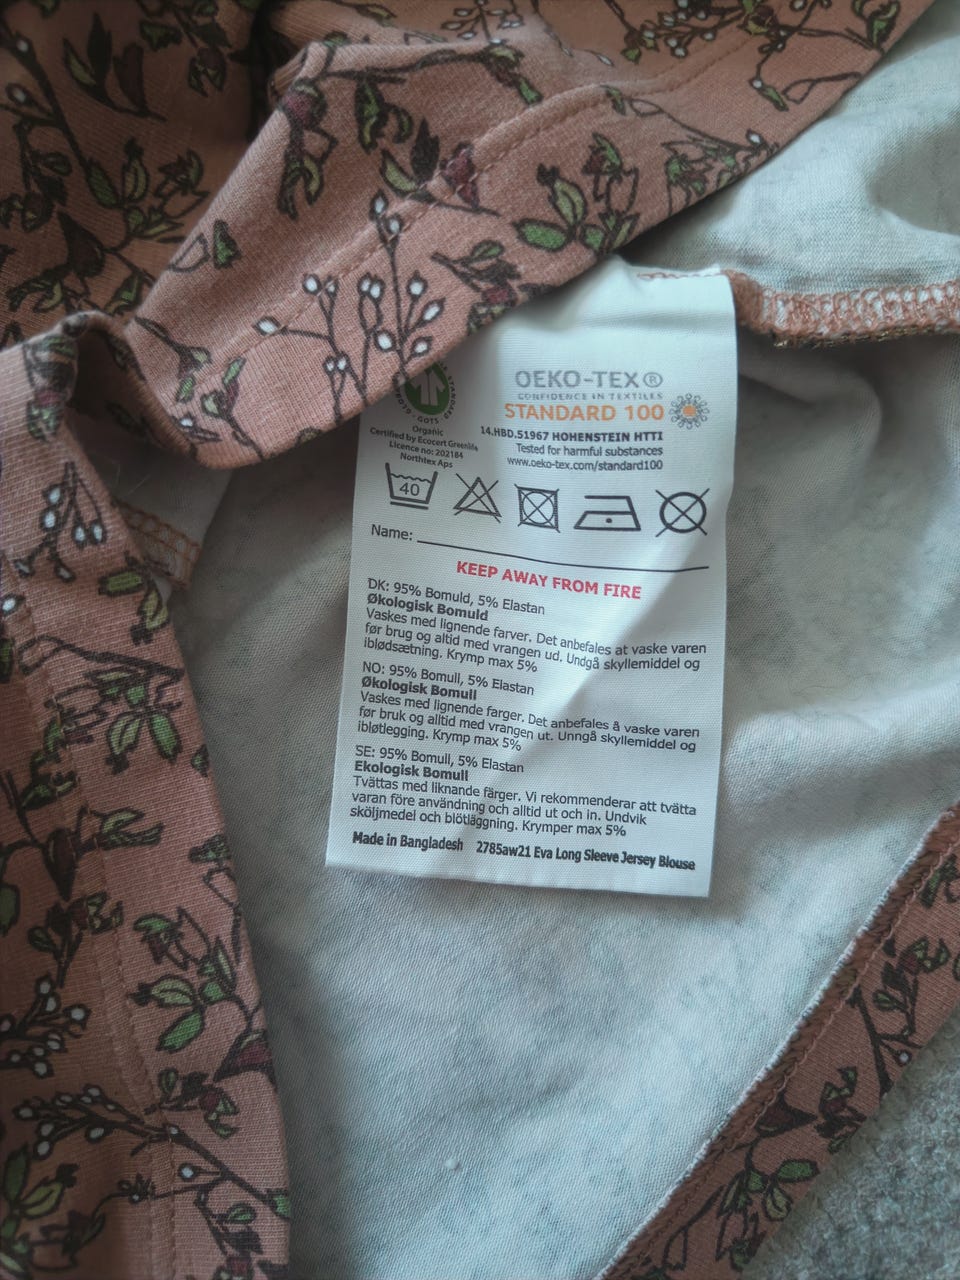 OEKO-TEX®
CONFIDENCE IN TEXTILES
STANDARD 100
14.HBD.51967 HOHENSTEIN HTTI
Tested for harmful substances
www.oeko-tex.com/standard100
STANDARD · GOTS ·
Organic
Certified by Ecocert Greenlife
Licence no: 202184
Northtex Aps
40
Name:
KEEP AWAY FROM FIRE
DK: 95% Bomuld, 5% Elastan
Økologisk Bomuld
Vaskes med lignende farver. Det anbefales at vaske varen
før brug og altid med vrangen ud. Undgå skyllemiddel og
iblødsætning. Krymp max 5%
NO: 95% Bomull, 5% Elastan
Økologisk Bomull
Vaskes med lignende farger. Det anbefales å vaske varen
før bruk og alltid med vrangen ut. Unngå skyllemiddel og
ibløtlegging. Krymp max 5%
SE: 95% Bomull, 5% Elastan
Ekologisk Bomull
Tvättas med liknande färger. Vi rekommenderar att tvätta
varan före användning och alltid ut och in. Undvik
sköljmedel och blötläggning. Krymper max 5%
Made in Bangladesh 2785aw21 Eva Long Sleeve Jersey Blouse